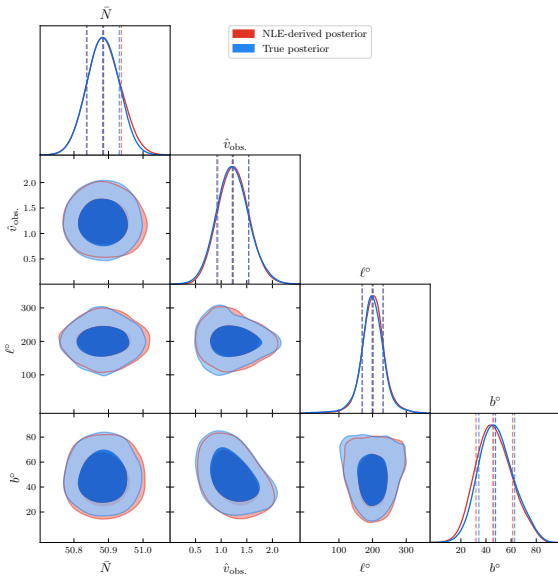 N̄
NLE-derived posterior
True posterior
v̂obs.
2.0
1.5
1.0
0.5
v̂obs.
ℓ°
300
200
100
ℓ°
b°
80
60
40
20
b°
50.8 50.9 51.0
0.5 1.0 1.5 2.0
100 200 300
20 40 60 80
N̄
v̂obs.
ℓ°
b°